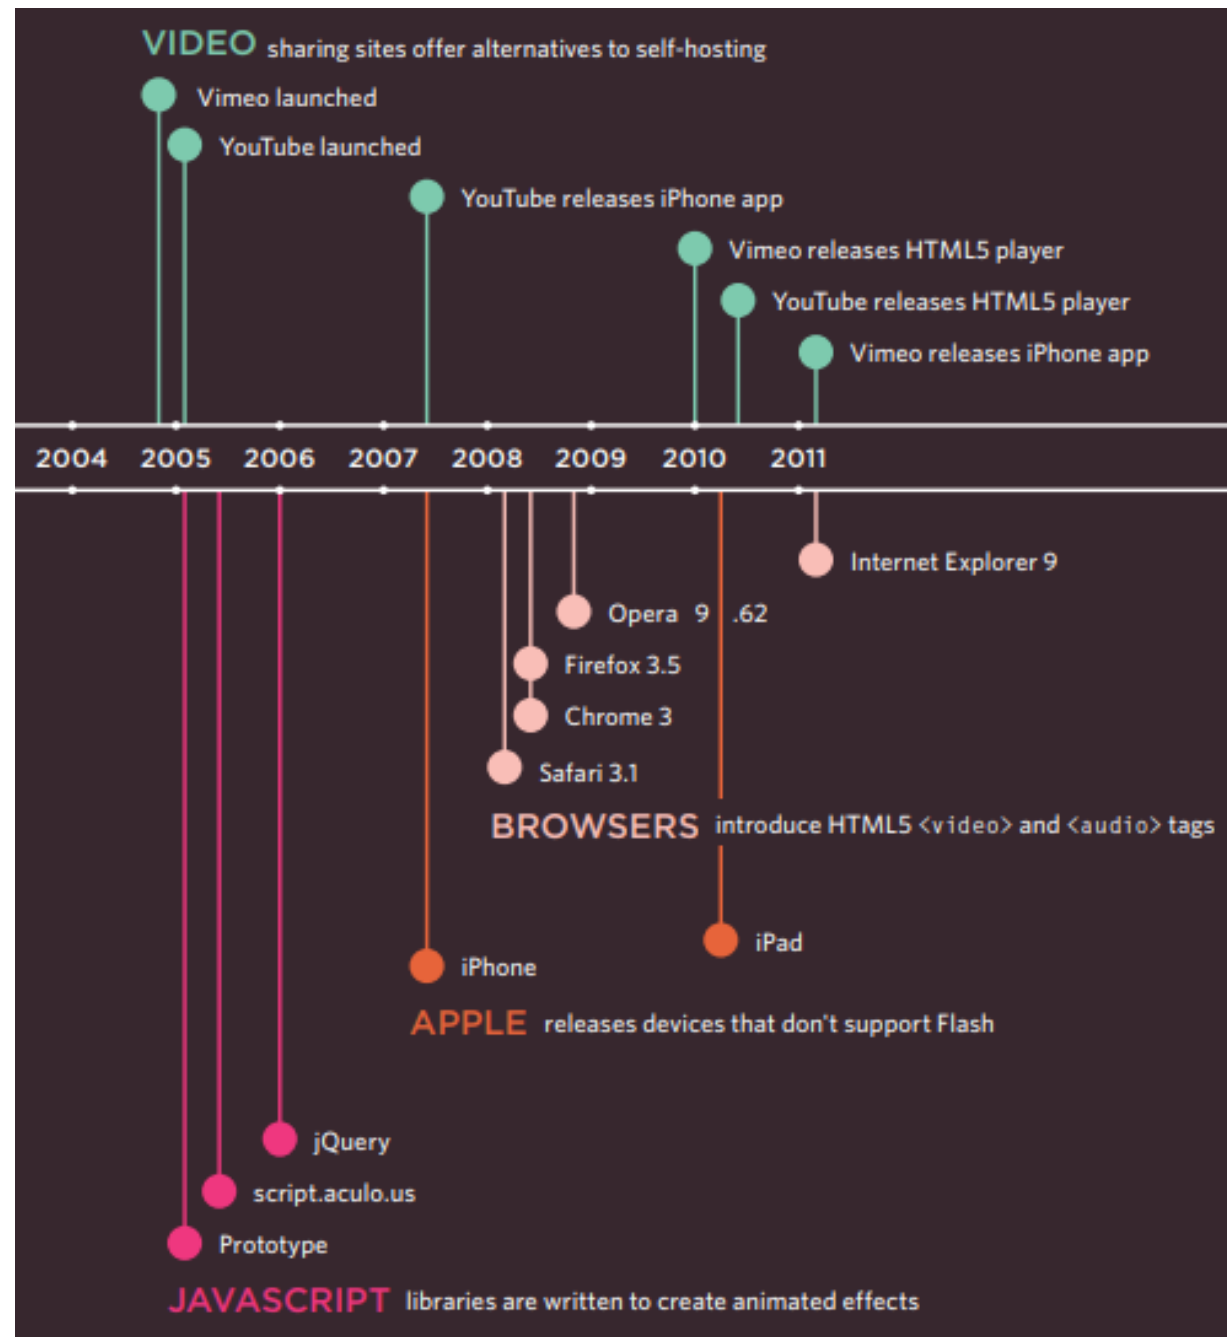 VIDEO sharing sites offer alternatives to self-hosting
Vimeo launched
YouTube launched
YouTube releases iPhone app
Vimeo releases HTML5 player
YouTube releases HTML5 player
Vimeo releases iPhone app
2004 2005 2006 2007 2008 2009 2010 2011
Internet Explorer 9
Opera 9 .62
Firefox 3.5
Chrome 3
Safari 3.1
BROWSERS introduce HTML5 <video> and <audio> tags
iPad
iPhone
APPLE releases devices that don't support Flash
jQuery
script.aculo.us
Prototype
JAVASCRIPT libraries are written to create animated effects